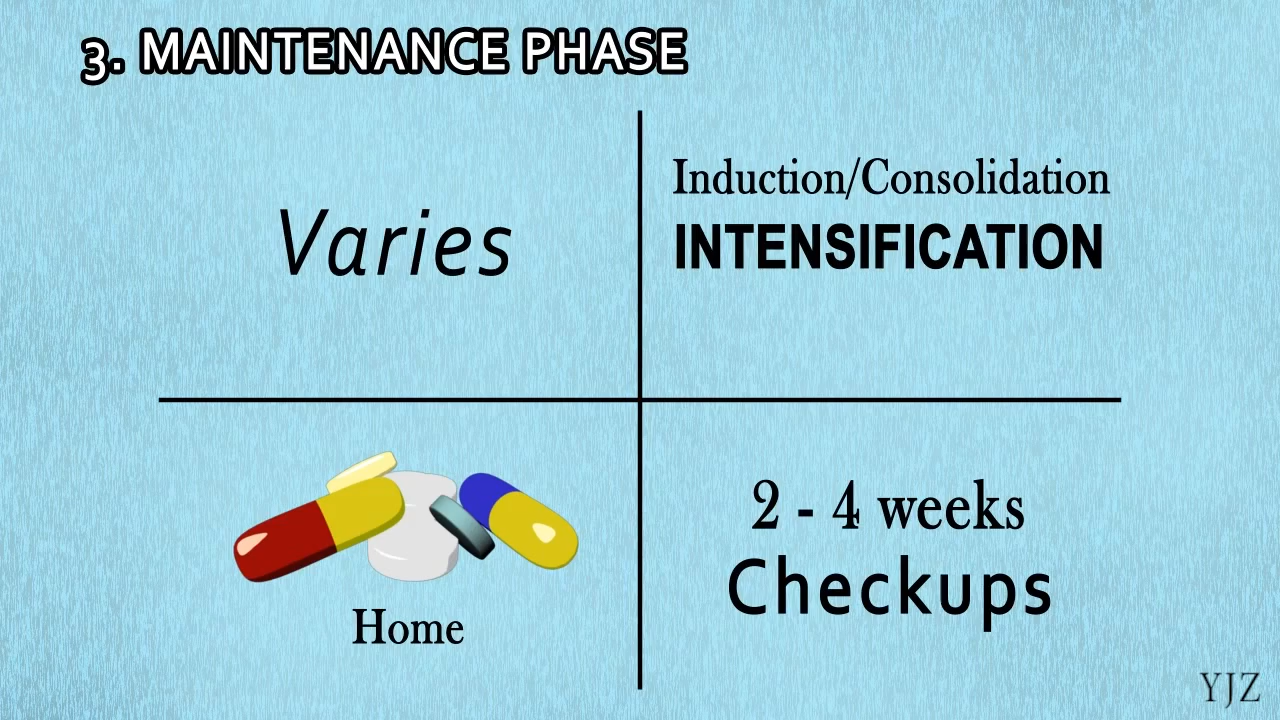 3. MAINTENANCE PHASE
Varies
Induction/Consolidation
INTENSIFICATION
Home
2 - 4 weeks
Checkups
YJZ